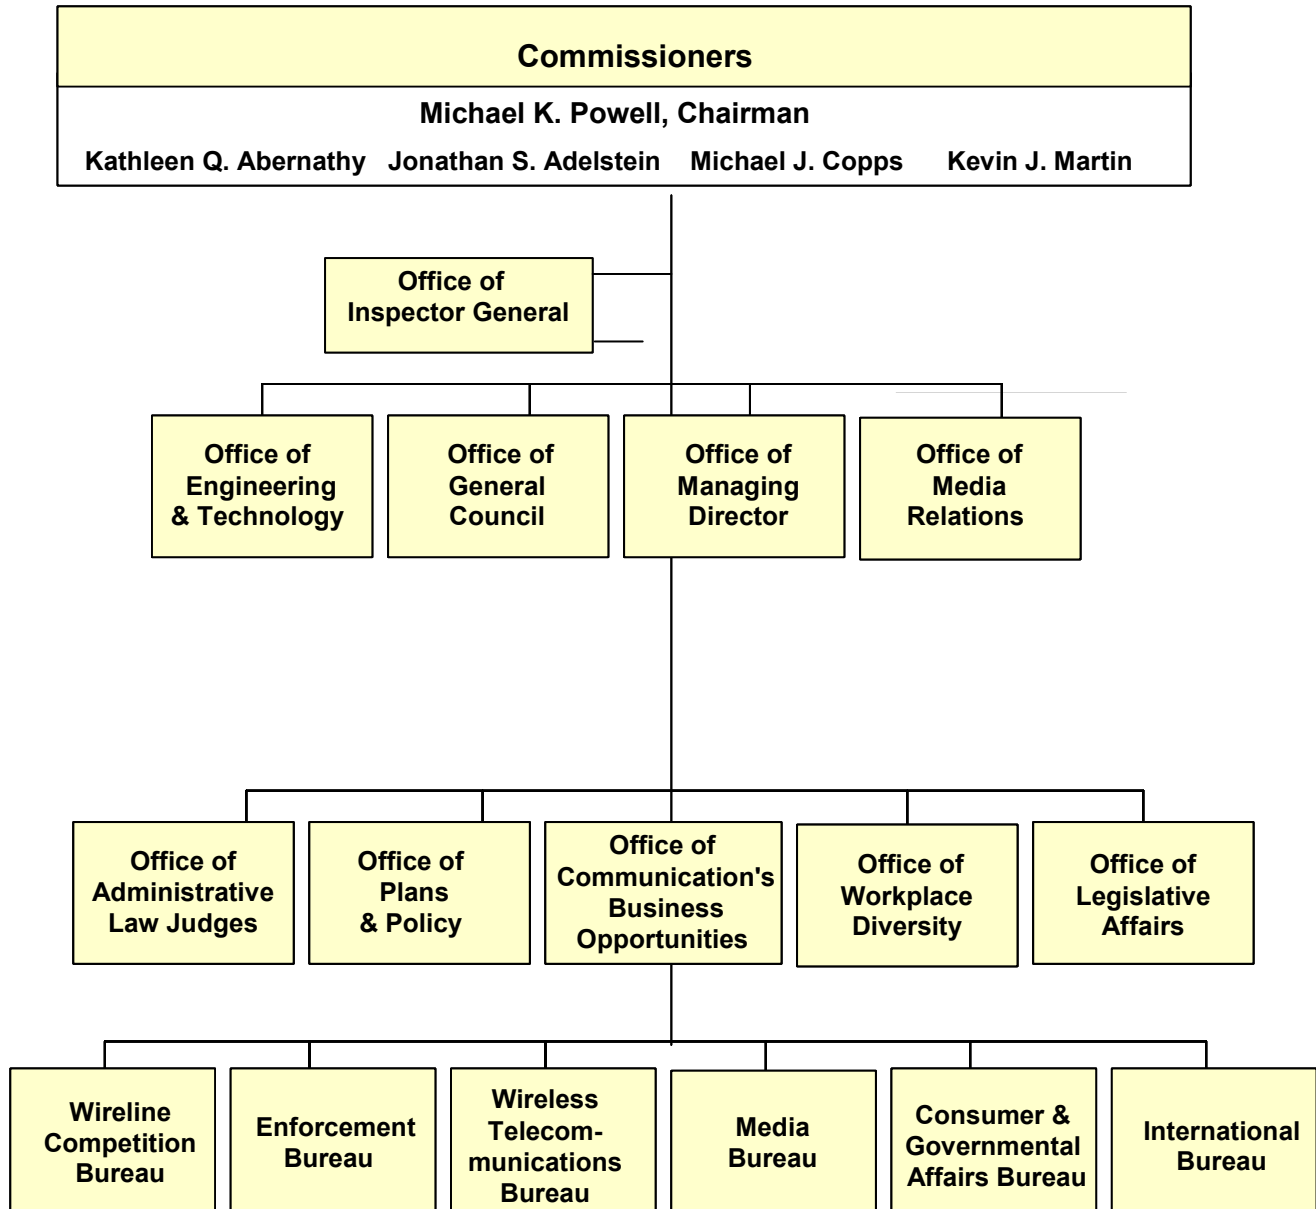 Commissioners
Michael K. Powell, Chairman
Kathleen Q. Abernathy Jonathan S. Adelstein Michael J. Copps Kevin J. Martin
Office of
Inspector General
Office of
Engineering
& Technology
Office of
General
Council
Office of
Managing
Director
Office of
Media
Relations
Office of
Administrative
Law Judges
Office of
Plans
& Policy
Office of
Communication's
Business
Opportunities
Office of
Workplace
Diversity
Office of
Legislative
Affairs
Wireline
Competition
Bureau
Enforcement
Bureau
Wireless
Telecom-
munications
Bureau
Media
Bureau
Consumer &
Governmental
Affairs Bureau
International
Bureau